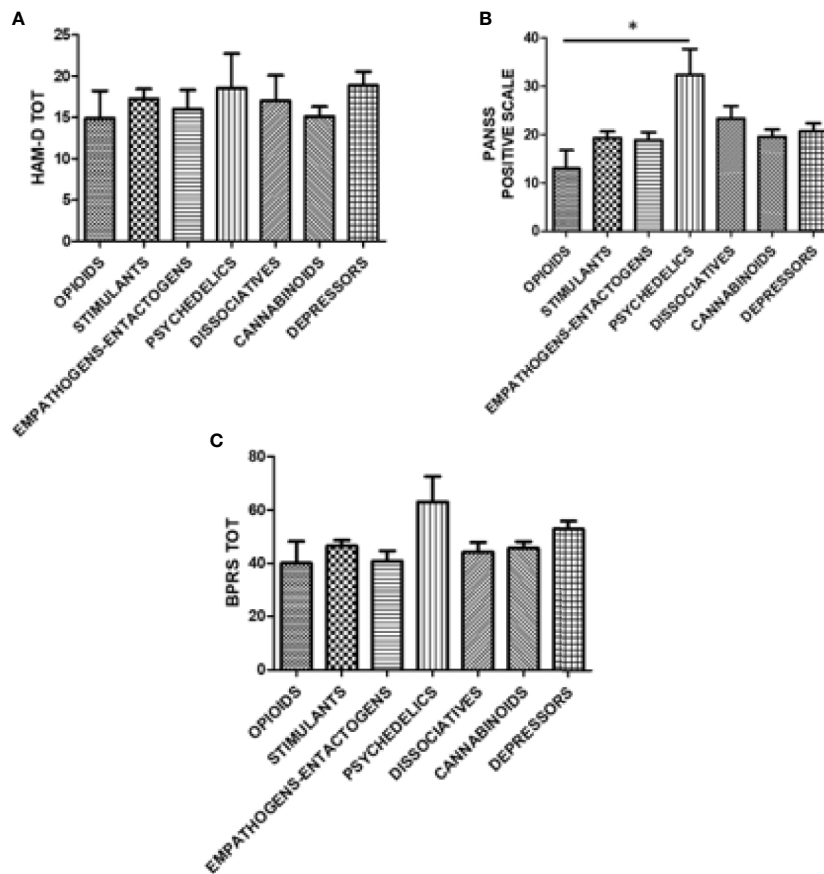 A
HAM-D TOT
25
20
15
10
5
0
OPIOIDS
STIMULANTS
EMPATHOGENS-ENTACTOGENS
PSYCHEDELICS
DISSOCIATIVES
CANNABINOIDS
DEPRESSORS
B
PANSS
POSITIVE SCALE
40
30
20
10
0
*
OPIOIDS
STIMULANTS
EMPATHOGENS-ENTACTOGENS
PSYCHEDELICS
DISSOCIATIVES
CANNABINOIDS
DEPRESSORS
C
BPRS TOT
80
60
40
20
0
OPIOIDS
STIMULANTS
EMPATHOGENS-ENTACTOGENS
PSYCHEDELICS
DISSOCIATIVES
CANNABINOIDS
DEPRESSORS